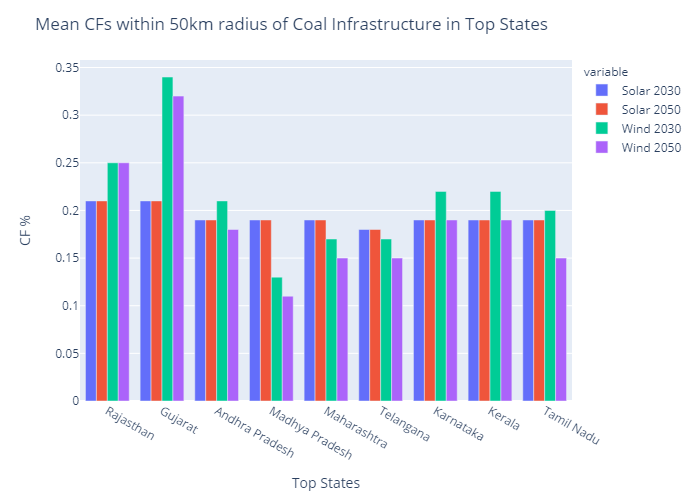 Mean CFs within 50km radius of Coal Infrastructure in Top States
variable
Solar 2030
Solar 2050
Wind 2030
Wind 2050
CF %
0.35
0.3
0.25
0.2
0.15
0.1
0.05
0
Rajasthan
Gujarat
Andhra Pradesh
Madhya Pradesh
Maharashtra
Telangana
Karnataka
Kerala
Tamil Nadu
Top States